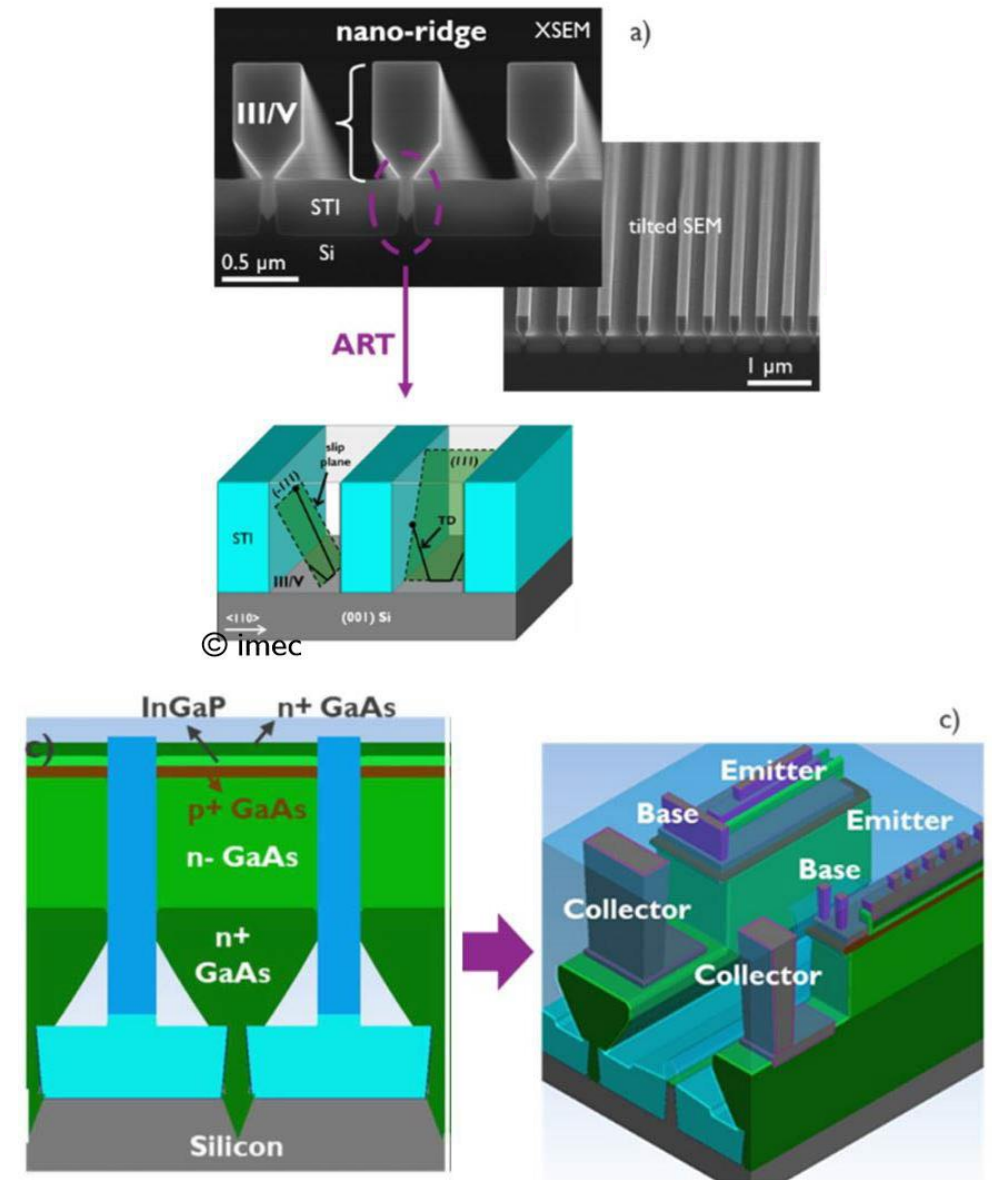 nano-ridge
XSEM
a)
III/V
STI
Si
0.5 μm
tilted SEM
1 μm
ART
slip
plane
(-111)
(111)
TD
STI
III/V
<110>
(001) Si
© imec
InGaP
n+ GaAs
c)
p+ GaAs
n- GaAs
n+
GaAs
Silicon
c)
Emitter
Base
Emitter
Base
Collector
Collector